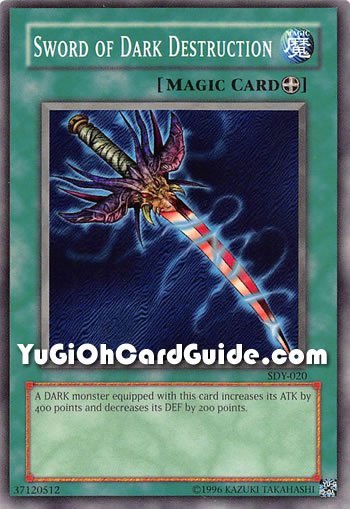 SWORD OF DARK DESTRUCTION
MAGIC
魔
[MAGIC CARD]
YuGiOhCardGuide.com
SDY-020
A DARK monster equipped with this card increases its ATK by
400 points and decreases its DEF by 200 points.
37120512
©1996 KAZUKI TAKAHASHI